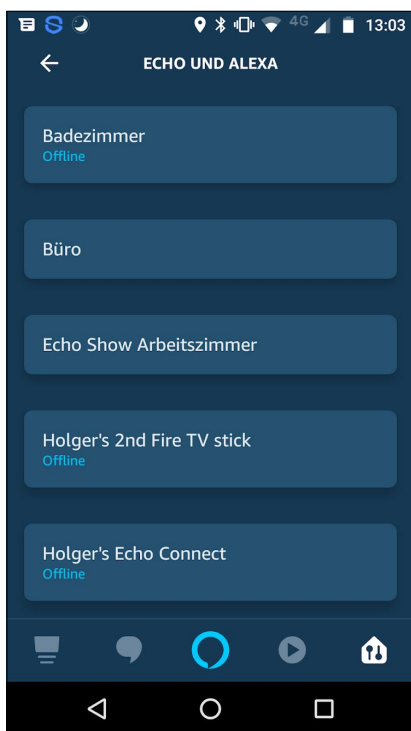 4G 13:03
ECHO UND ALEXA
Badezimmer
Offline
Büro
Echo Show Arbeitszimmer
Holger's 2nd Fire TV stick
Offline
Holger's Echo Connect
Offline